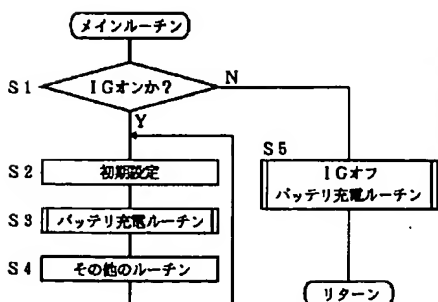 メインルーチン
S1 IGオンか? N
Y
S2 初期設定
S3 バッテリ充電ルーチン
S4 その他のルーチン
S5
IGオフ
バッテリ充電ルーチン
リターン